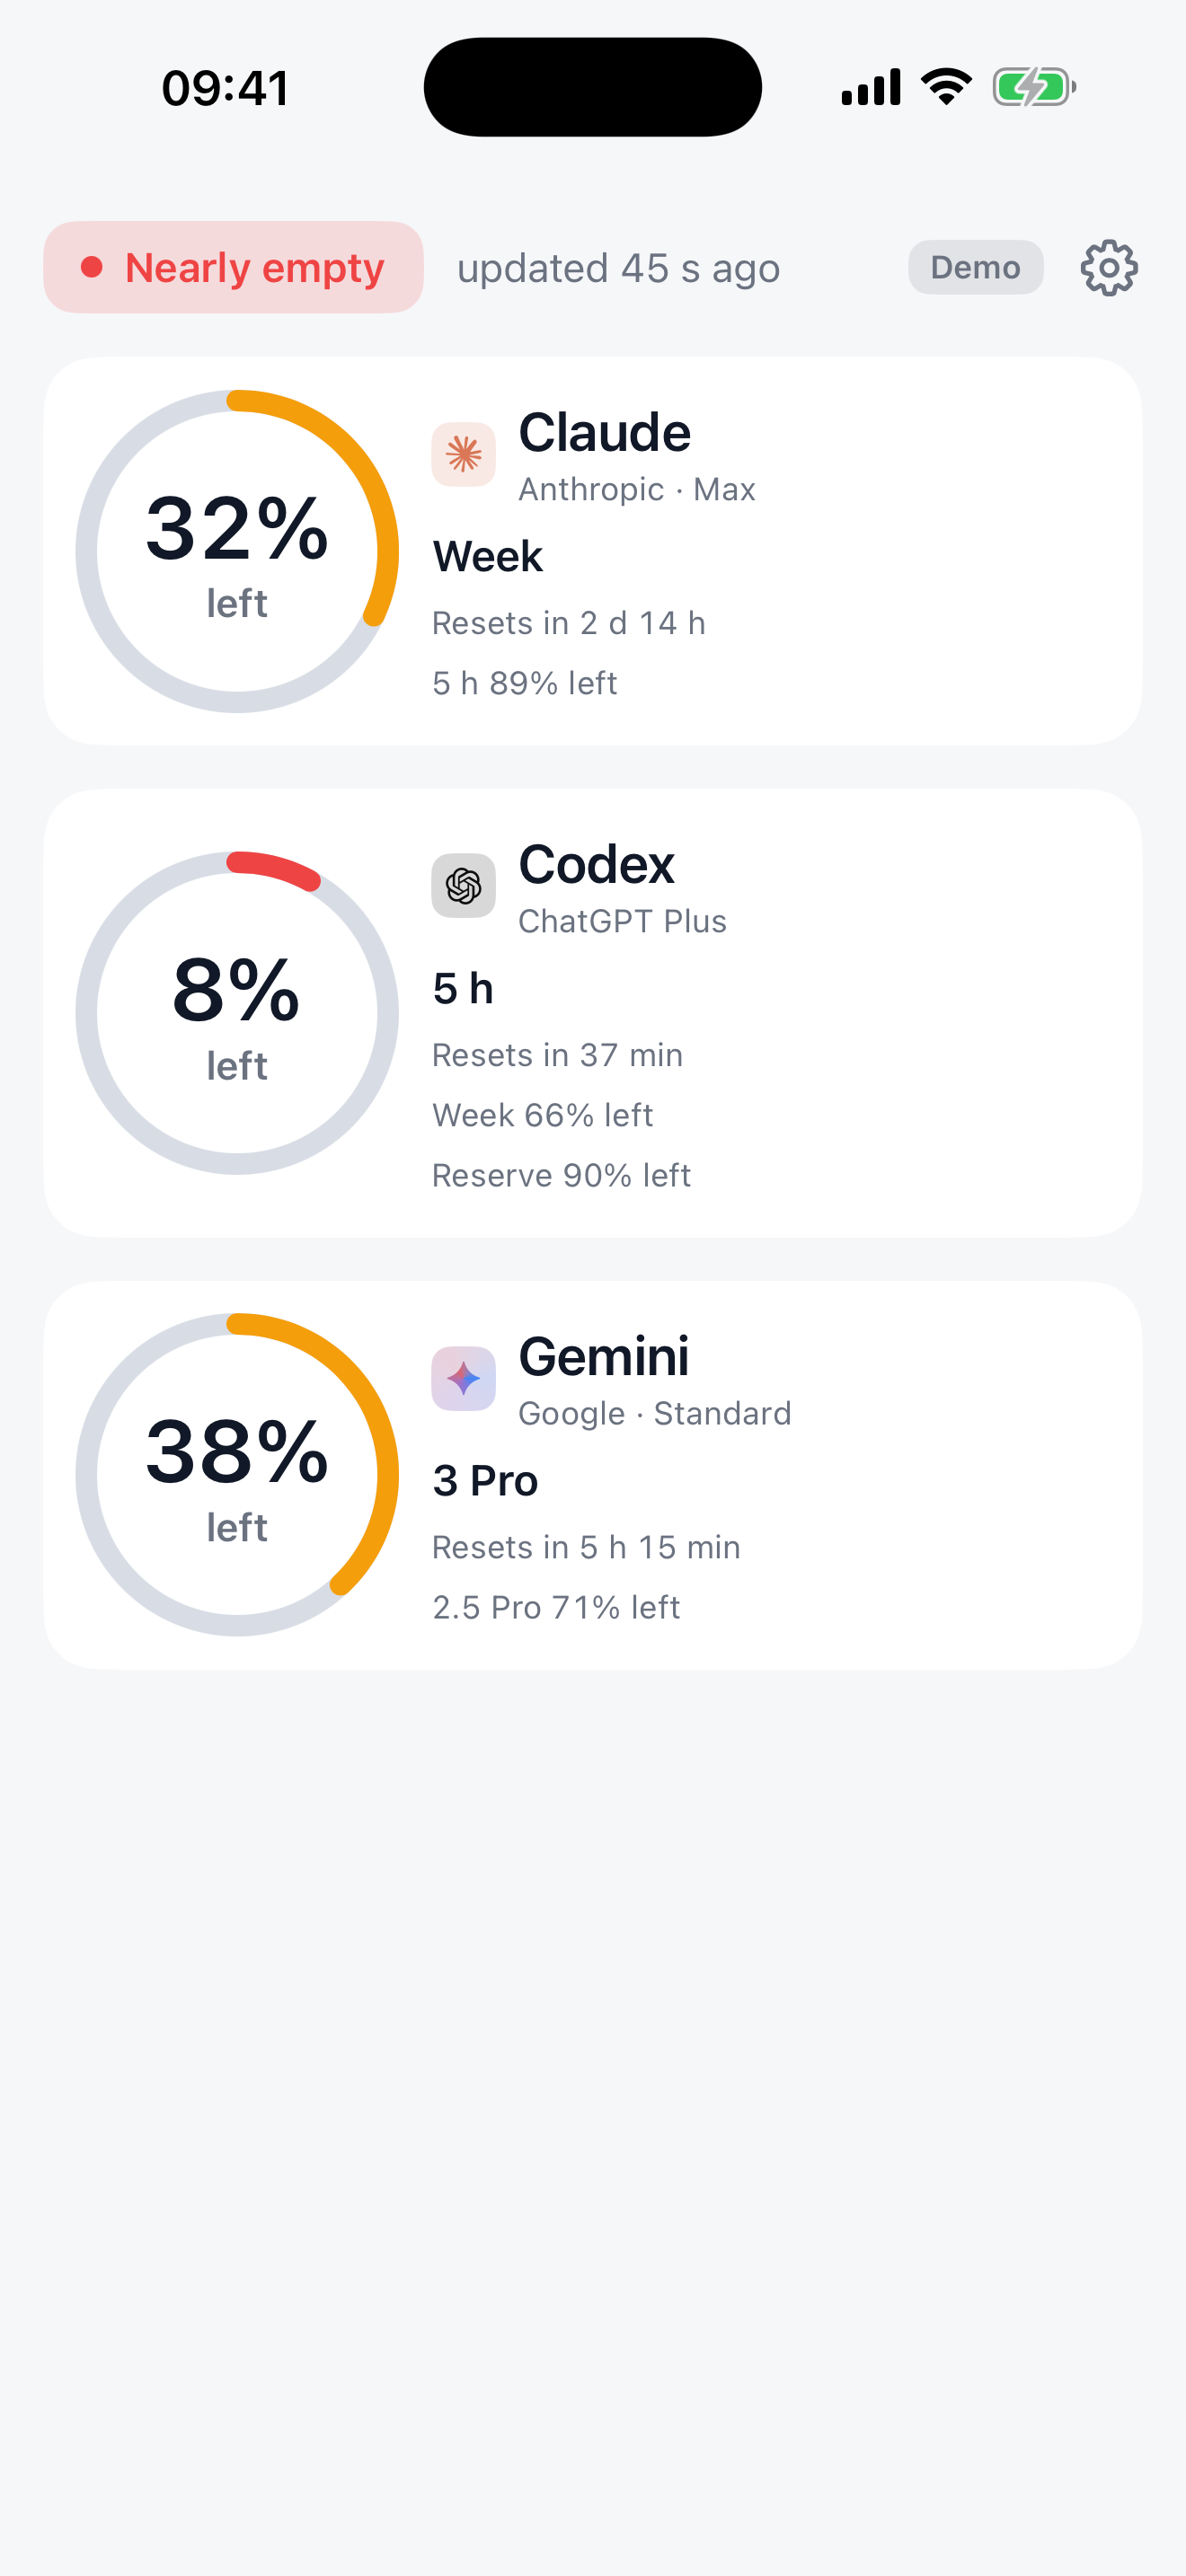 09:41
Nearly empty
updated 45 s ago
Demo
32%
left
Claude
Anthropic · Max
Week
Resets in 2 d 14 h
5 h 89% left
8%
left
Codex
ChatGPT Plus
5 h
Resets in 37 min
Week 66% left
Reserve 90% left
38%
left
Gemini
Google · Standard
3 Pro
Resets in 5 h 15 min
2.5 Pro 71% left